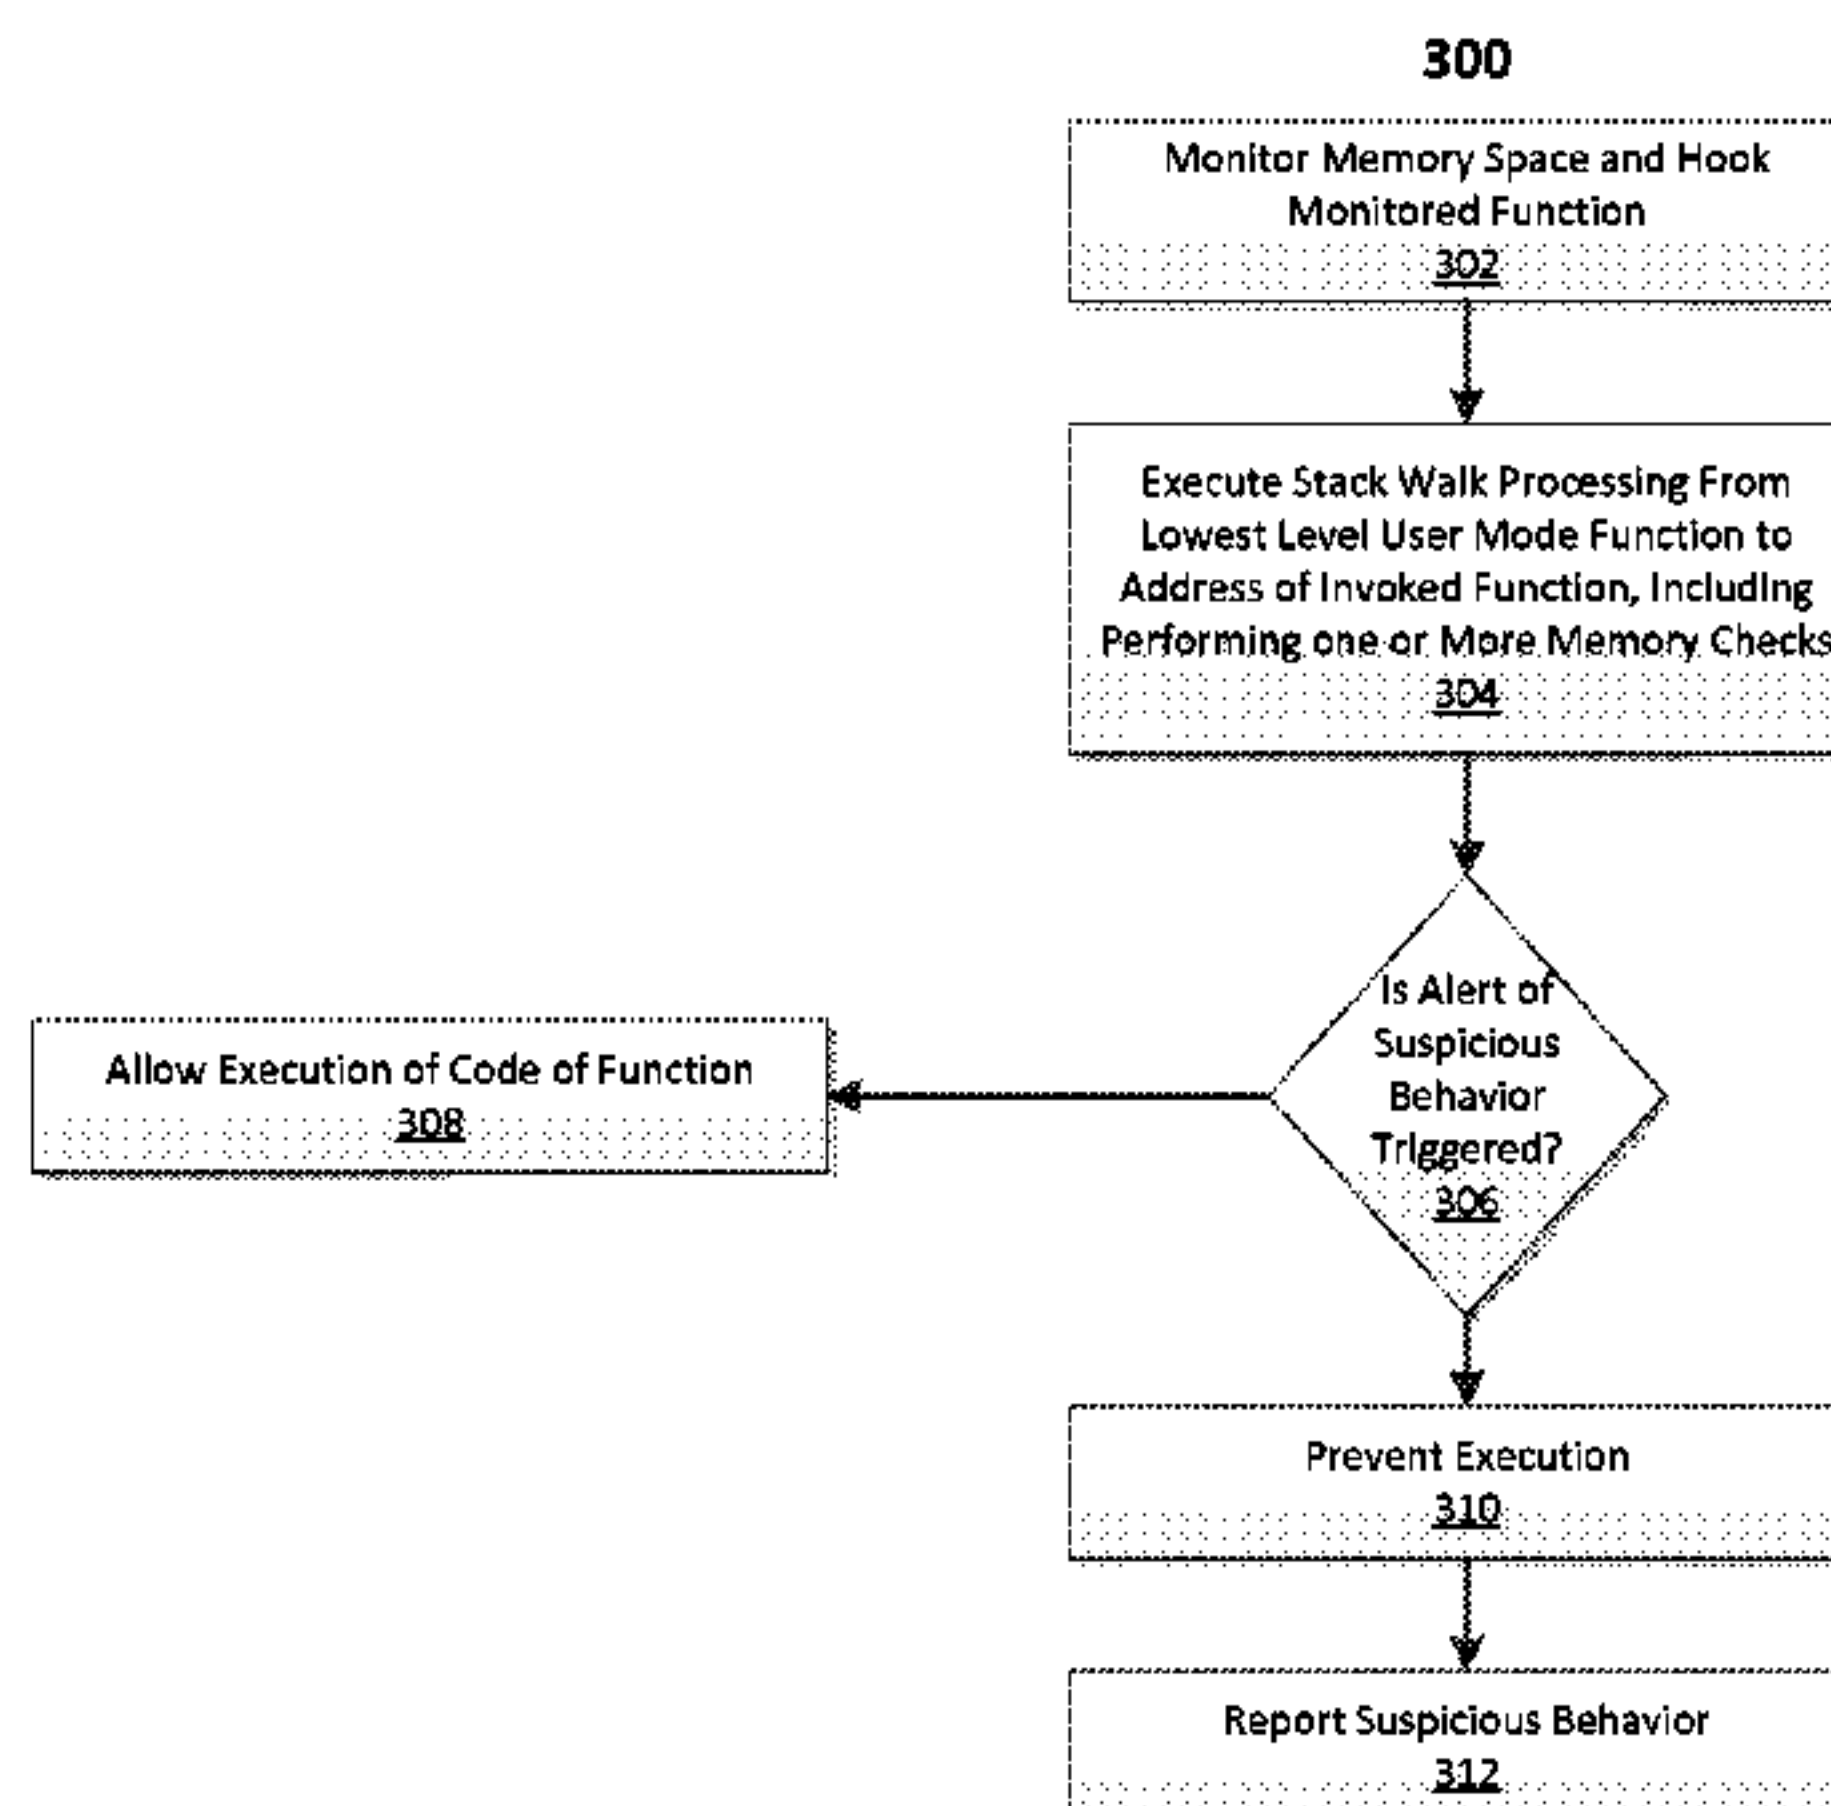 300
Monitor Memory Space and Hook
Monitored Function
302
Execute Stack Walk Processing From
Lowest Level User Mode Function to
Address of Invoked Function, Including
Performing one or More Memory Checks
304
Is Alert of
Suspicious
Behavior
Triggered?
306
Allow Execution of Code of Function
308
Prevent Execution
310
Report Suspicious Behavior
312